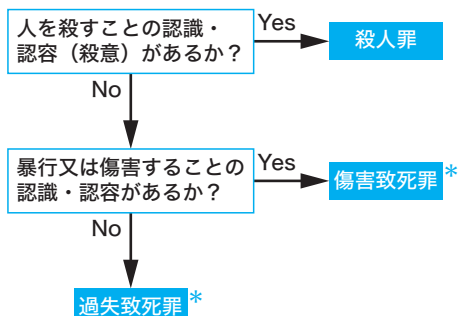 人を殺すことの認識・
認容（殺意）があるか？
Yes
殺人罪
No
暴行又は傷害することの
認識・認容があるか？
Yes
傷害致死罪*
No
過失致死罪*